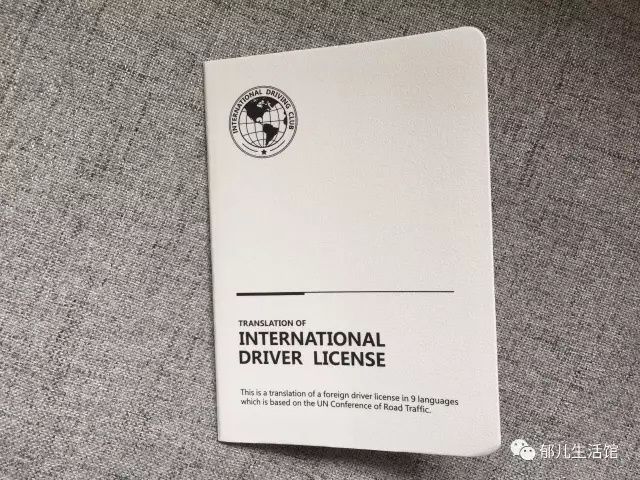 INTERNATIONAL DRIVING CLUB
TRANSLATION OF
INTERNATIONAL
DRIVER LICENSE
This is a translation of a foreign driver license in 9 languages
which is based on the UN Conference of Road Traffic.
郁儿生活馆